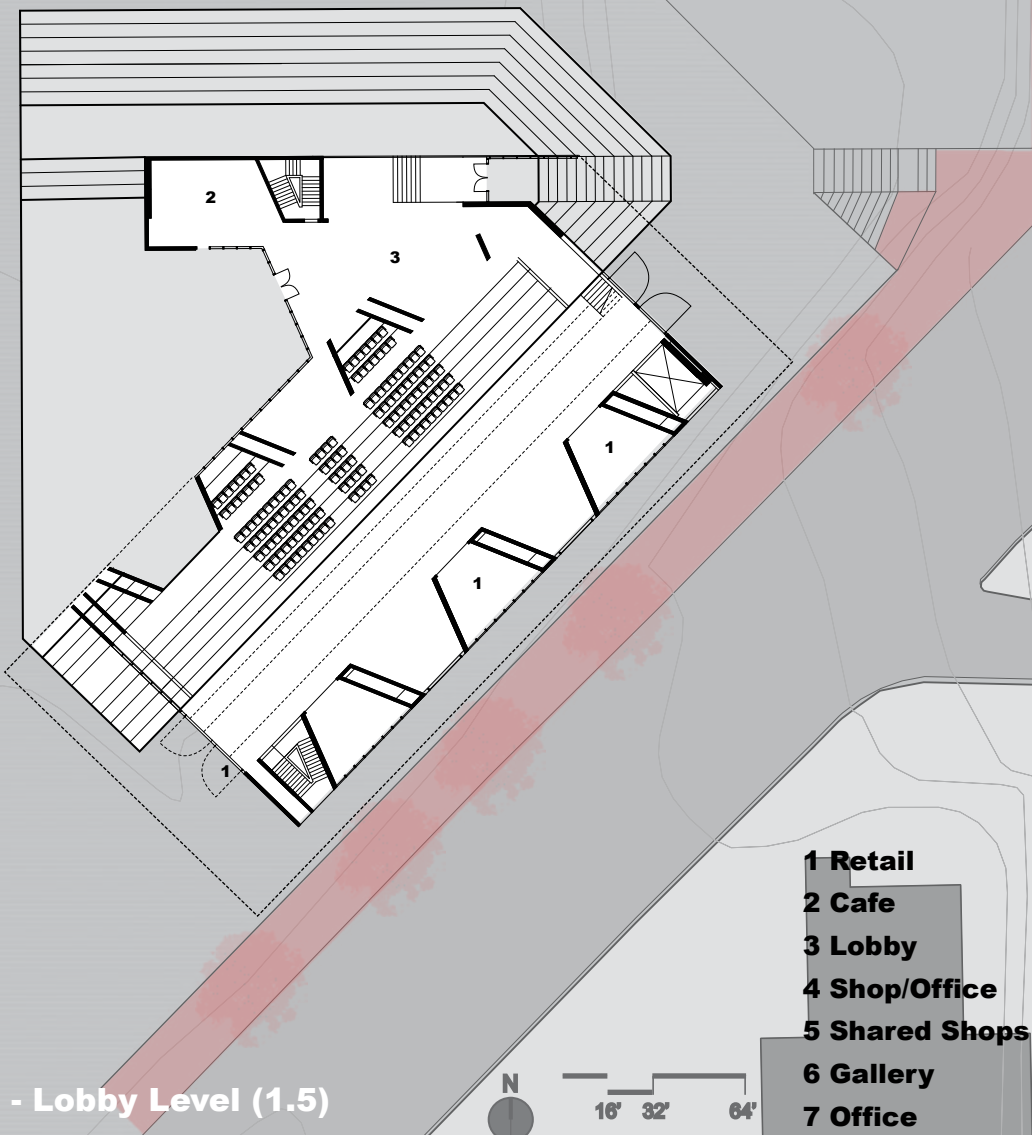 2
3
1
1
1
1 Retail
2 Cafe
3 Lobby
4 Shop/Office
5 Shared Shops
6 Gallery
7 Office
- Lobby Level (1.5)
N
16' 32' 64'